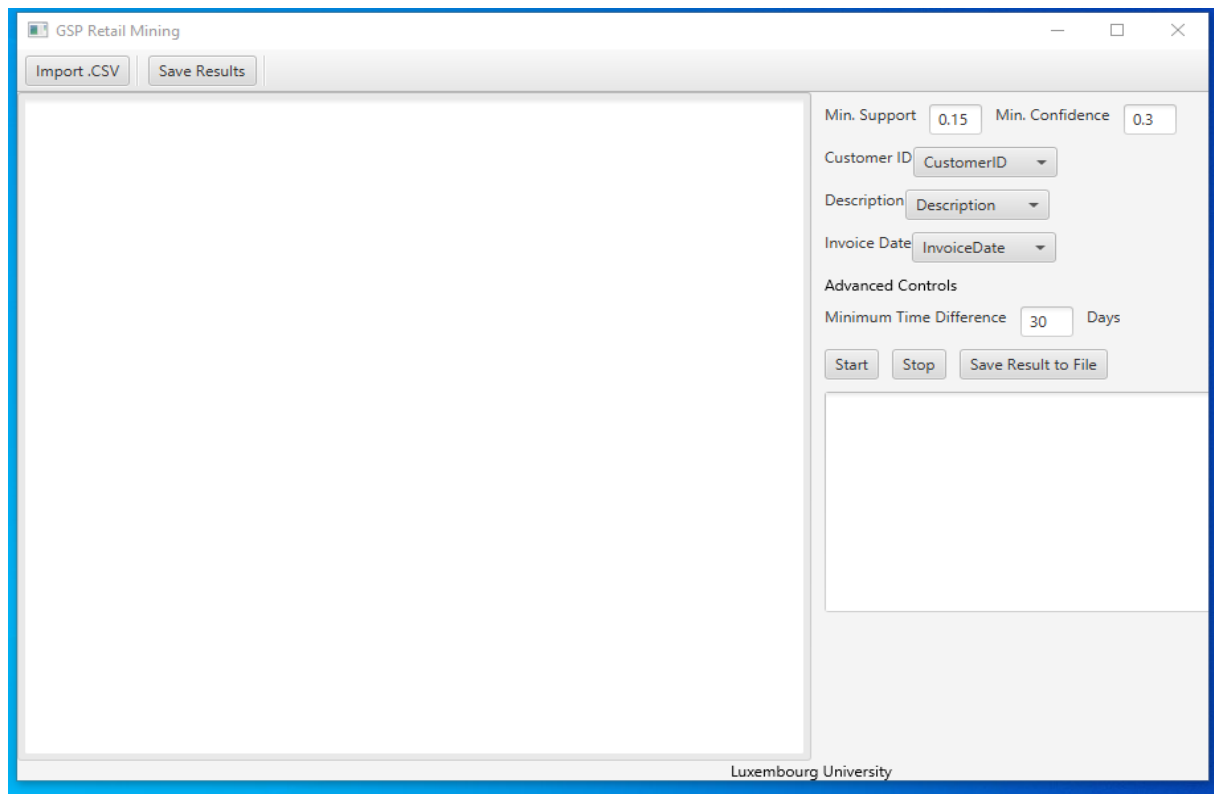 GSP Retail Mining
Import .CSV Save Results
Min. Support 0.15 Min. Confidence 0.3
Customer ID CustomerID
Description Description
Invoice Date InvoiceDate
Advanced Controls
Minimum Time Difference 30 Days
Start Stop Save Result to File
Luxembourg University